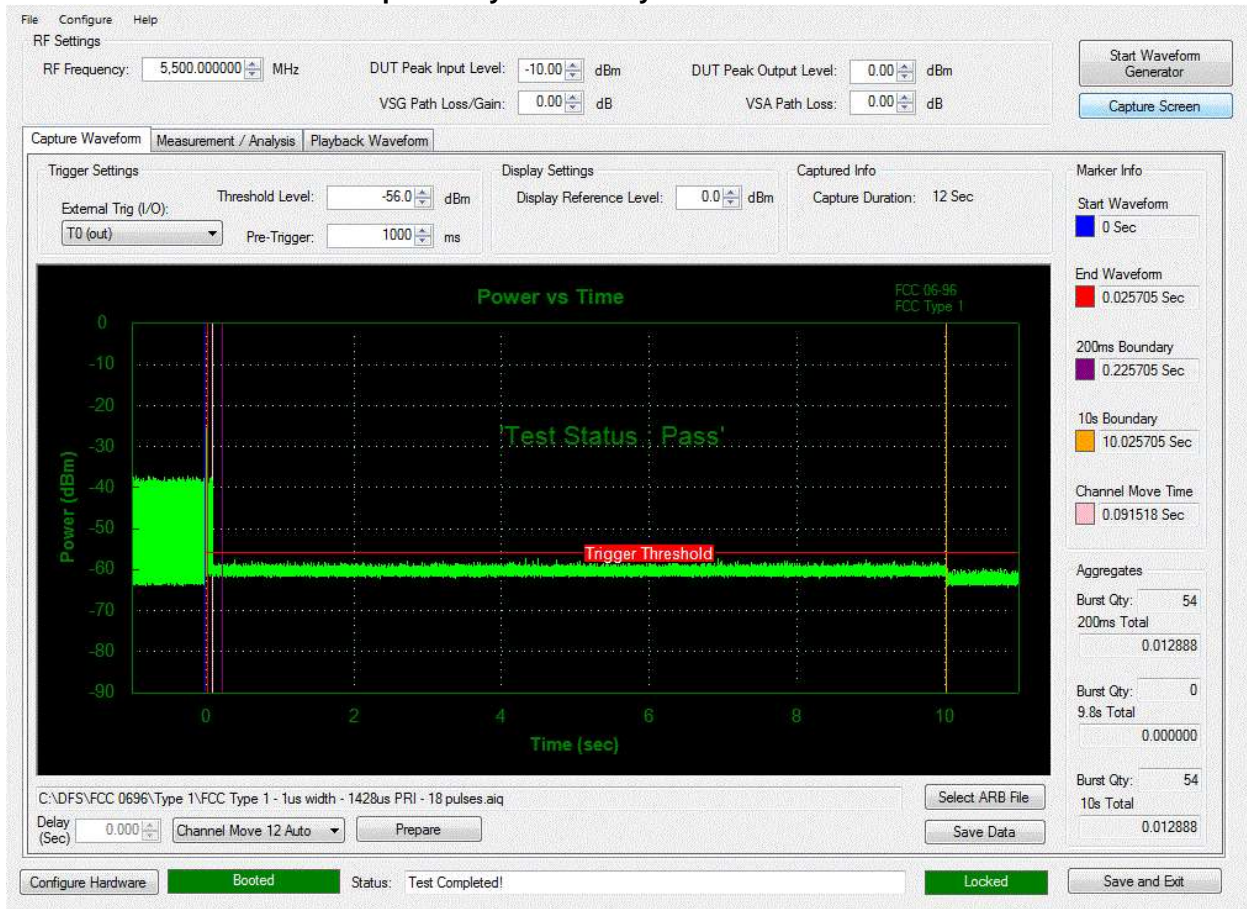 File Configure Help
RF Settings
RF Frequency: 5,500.000000 MHz DUT Peak Input Level: -10.00 dBm DUT Peak Output Level: 0.00 dBm
VSG Path Loss/Gain: 0.00 dB VSA Path Loss: 0.00 dB
Start Waveform Generator
Capture Screen
Capture Waveform Measurement / Analysis Playback Waveform
Trigger Settings
Threshold Level: -56.0 dBm
External Trig (I/O):
T0 (out)
Pre-Trigger: 1000 ms
Display Settings
Display Reference Level: 0.0 dBm
Captured Info
Capture Duration: 12 Sec
Marker Info
Start Waveform
0 Sec
End Waveform
0.025705 Sec
200ms Boundary
0.225705 Sec
10s Boundary
10.025705 Sec
Channel Move Time
0.091518 Sec
Aggregates
Burst Qty: 54
200ms Total
0.012888
Burst Qty: 0
9.8s Total
0.000000
Burst Qty: 54
10s Total
0.012888
Power vs Time
FCC 06-96
FCC Type 1
0
-10
-20
-30
-40
-50
-60
-70
-80
-90
Power (dBm)
'Test Status : Pass'
Trigger Threshold
0 2 4 6 8 10
Time (sec)
C:\DFS\FCC 0696\Type 1\FCC Type 1 - 1us width - 1428us PRI - 18 pulses.aiq
Select ARB File
Delay (Sec) 0.000 Channel Move 12 Auto Prepare
Save Data
Configure Hardware Booted Status: Test Completed! Locked Save and Exit